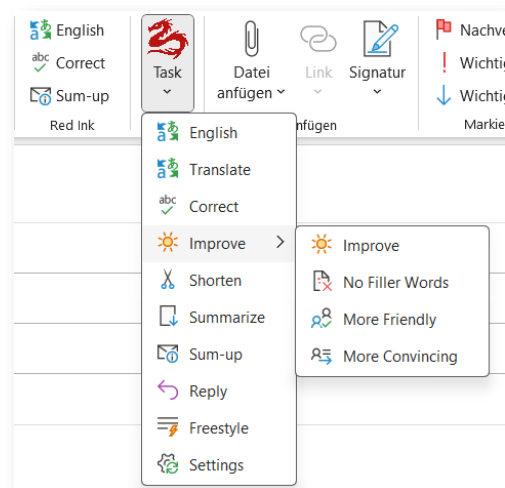 English
Correct
Sum-up
Red Ink
Task
Datei
anfügen
Link
Signatur
nfügen
Nachve
Wichtig
Wichtig
Markie
English
Translate
Correct
Improve
Shorten
Summarize
Sum-up
Reply
Freestyle
Settings
Improve
No Filler Words
More Friendly
More Convincing